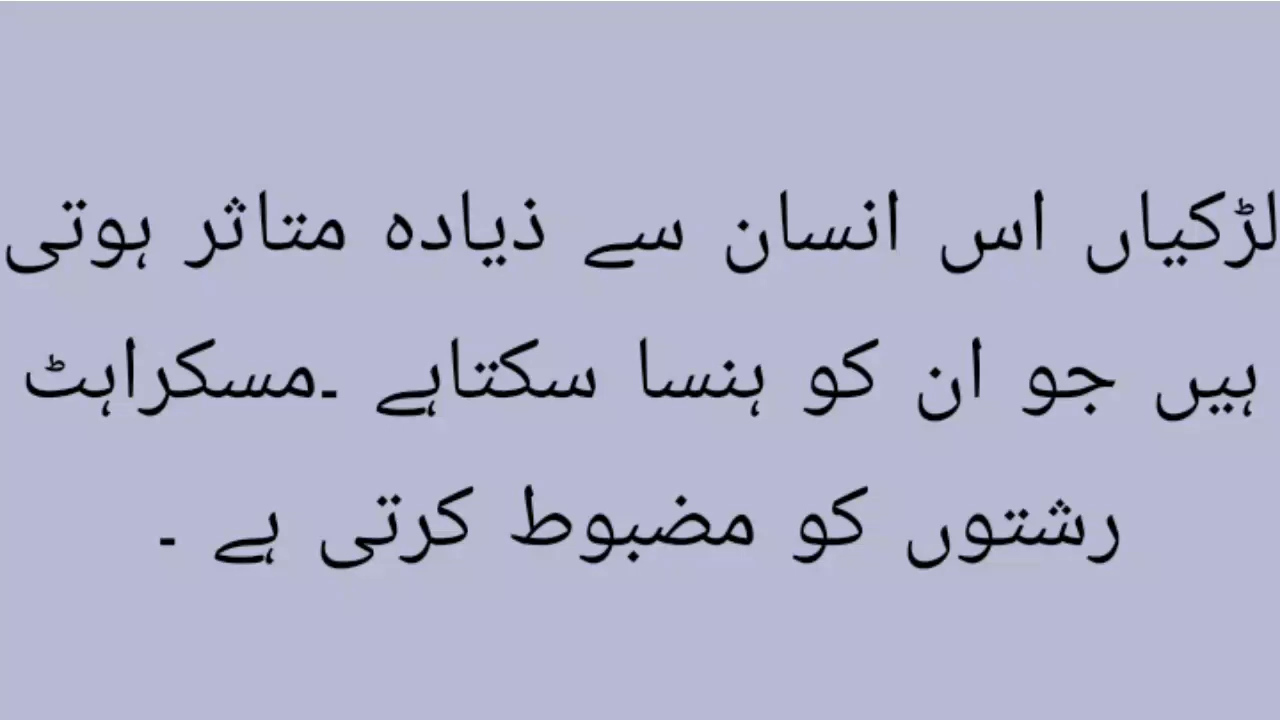 لڑکیاں اس انسان سے ذیادہ متاثر ہوتی
ہیں جو ان کو ہنسا سکتاہے ۔مسکراہٹ
رشتوں کو مضبوط کرتی ہے ۔